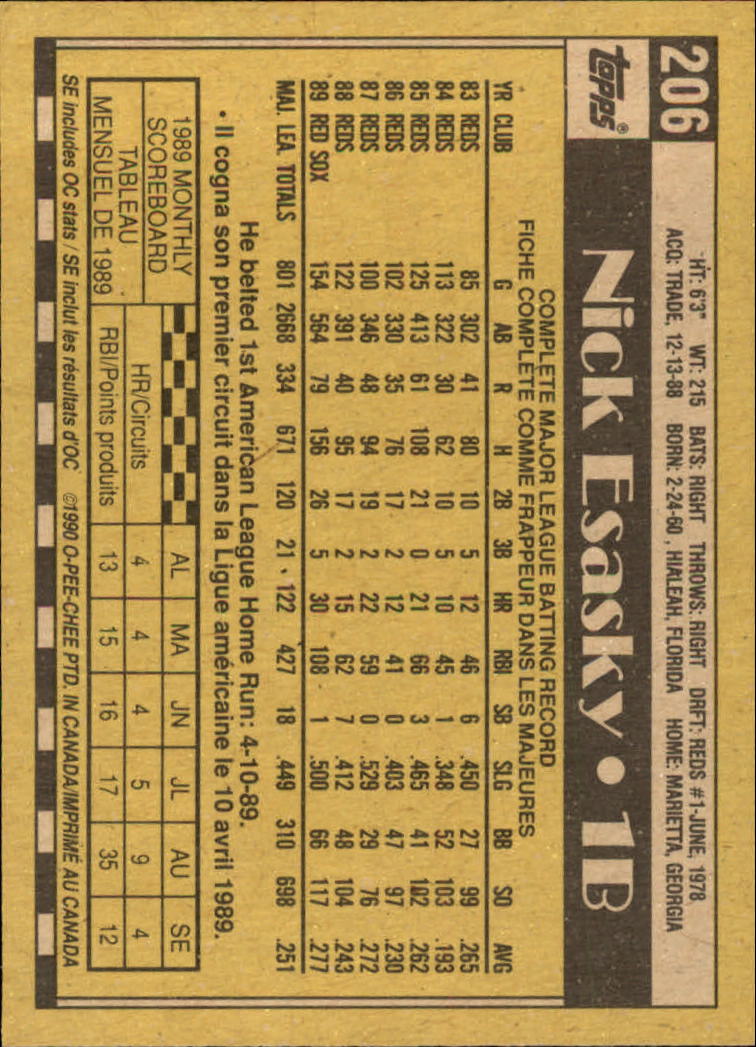 206
HT: 6'3" WT: 215 BATS: RIGHT THROWS: RIGHT DRFT: REDS #1-JUNE, 1978
ACQ: TRADE, 12-13-88 BORN: 2-24-60, HIALEAH, FLORIDA HOME: MARIETTA, GEORGIA
topps®
Nick Esasky • 1B
COMPLETE MAJOR LEAGUE BATTING RECORD
FICHE COMPLETE COMME FRAPPEUR DANS LES MAJEURES
YR CLUB G AB R H 2B 3B HR RBI SB SLG BB SO AVG
83 REDS 85 302 41 80 10 5 12 46 6 .450 27 99 .265
84 REDS 113 322 30 62 10 5 10 45 1 .348 52 103 .193
85 REDS 125 413 61 108 21 0 21 66 3 .465 41 102 .262
86 REDS 102 330 35 76 17 2 12 41 0 .403 47 97 .230
87 REDS 100 346 48 94 19 2 22 59 0 .529 29 76 .272
88 REDS 122 391 40 95 17 2 15 62 7 .412 48 104 .243
89 RED SOX 154 564 79 156 26 5 30 108 1 .500 66 117 .277
MAJ. LEA. TOTALS 801 2668 334 671 120 21 122 427 18 .449 310 698 .251
He belted 1st American League Home Run: 4-10-89.
• Il cogna son premier circuit dans la Ligue américaine le 10 avril 1989.
1989 MONTHLY SCOREBOARD
TABLEAU MENSUEL DE 1989
AL MA JN JL AU SE
HR/Circuits 4 4 4 5 9 4
RBI/Points produits 13 15 16 17 35 12
SE includes OC stats / SE inclut les résultats d'OC ©1990 O-PEE-CHEE PTD. IN CANADA/IMPRIMÉ AU CANADA